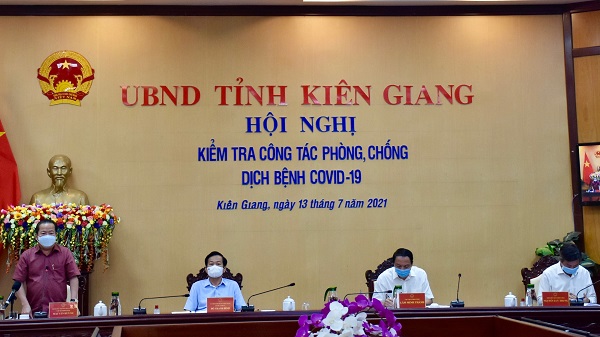 UBND TỈNH KIÊN GIANG
HỘI NGHỊ
KIỂM TRA CÔNG TÁC PHÒNG, CHỐNG
DỊCH BỆNH COVID-19
Kiên Giang, ngày 13 tháng 7 năm 2021